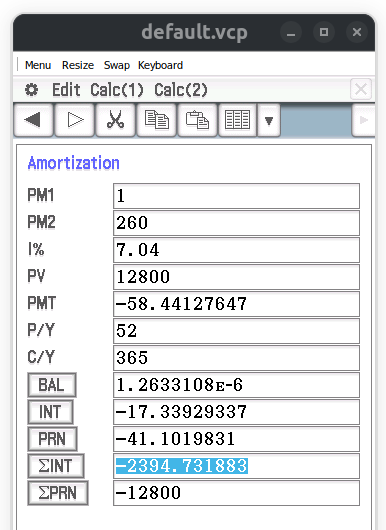 default.vcp
Menu Resize Swap Keyboard
Edit Calc(1) Calc(2)
Amortization
PM1 1
PM2 260
I% 7.04
PV 12800
PMT -58.44127647
P/Y 52
C/Y 365
BAL 1.2633108E-6
INT -17.33929337
PRN -41.1019831
ΣINT -2394.731883
ΣPRN -12800